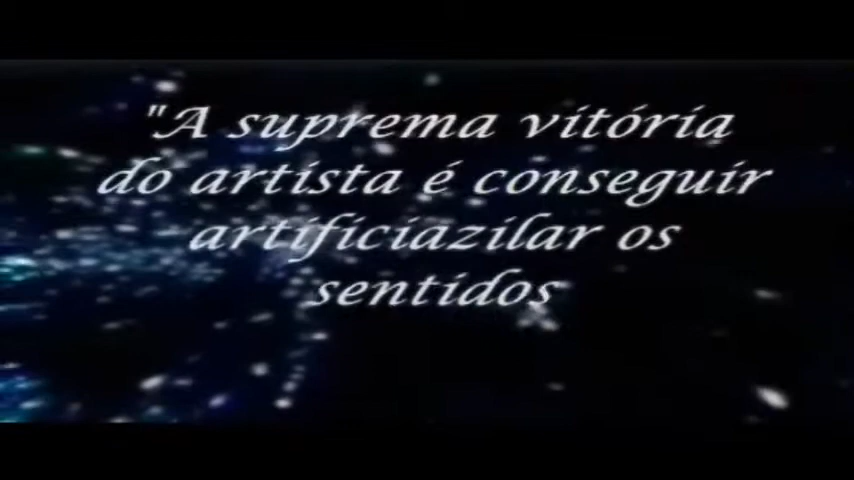 "A suprema vitória
do artista é conseguir
artificiazilar os
sentidos